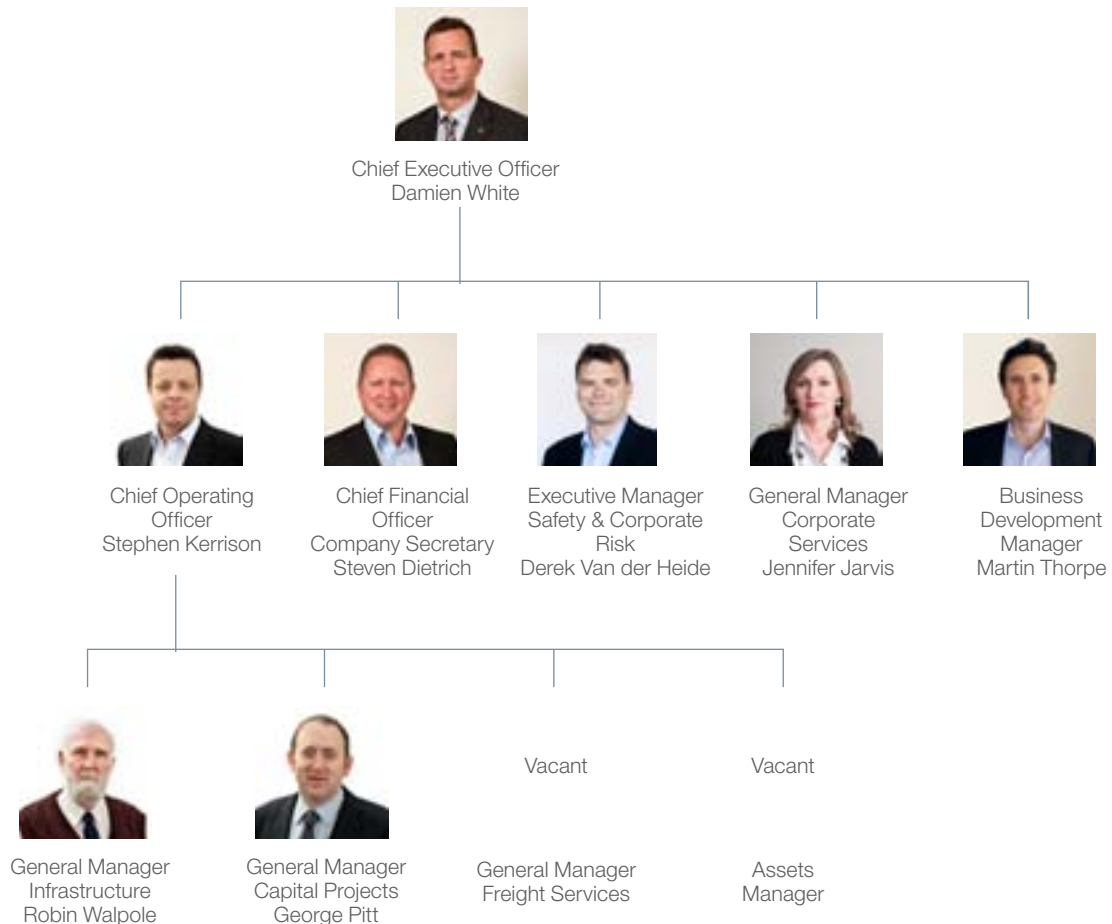 Chief Executive Officer
Damien White
Chief Operating
Officer
Stephen Kerrison
Chief Financial
Officer
Company Secretary
Steven Dietrich
Executive Manager
Safety & Corporate
Risk
Derek Van der Heide
General Manager
Corporate
Services
Jennifer Jarvis
Business
Development
Manager
Martin Thorpe
General Manager
Infrastructure
Robin Walpole
General Manager
Capital Projects
George Pitt
Vacant
General Manager
Freight Services
Vacant
Assets
Manager